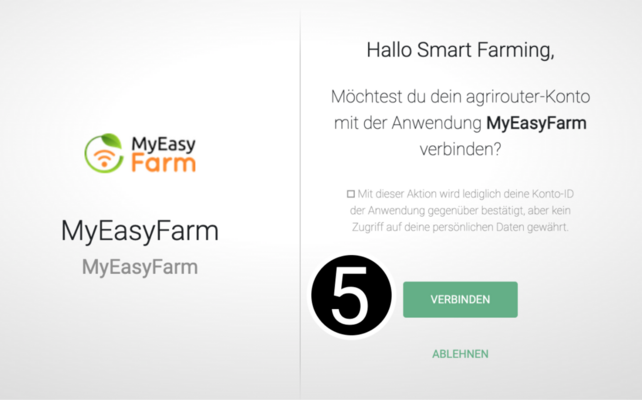 MyEasy
Farm
MyEasyFarm
MyEasyFarm
Hallo Smart Farming,
Möchtest du dein agrirouter-Konto
mit der Anwendung MyEasyFarm
verbinden?
Mit dieser Aktion wird lediglich deine Konto-ID
der Anwendung gegenüber bestätigt, aber kein
Zugriff auf deine persönlichen Daten gewährt.
5
VERBINDEN
ABLEHNEN